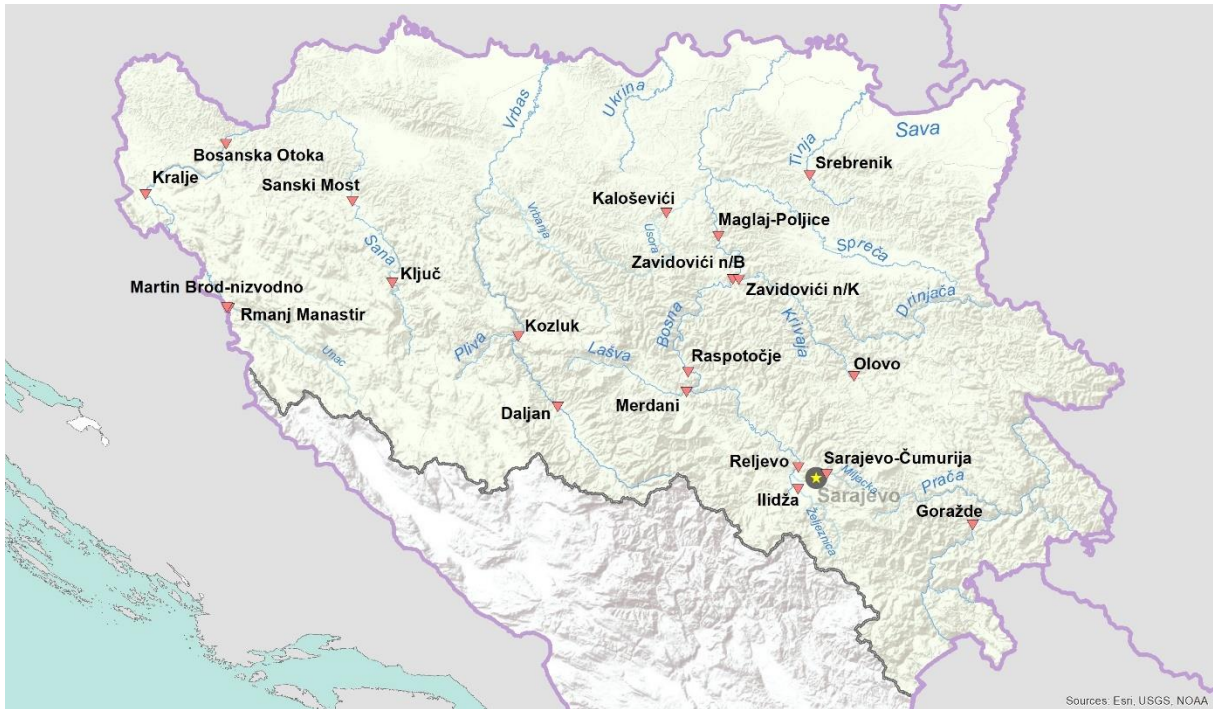 Vrbas
Ukrina
Sava
Tinja
Bosanska Otoka
Srebrenik
Kralje
Sanski Most
Kaloševići
Vrbanja
Maglaj-Poljice
Usora
Sana
Spreča
Zavidovići n/B
Ključ
Zavidovići n/K
Martin Brod-nizvodno
Drinjača
Rmanj Manastir
Bosna
Krivaja
Kozluk
Pliva
Lašva
Unac
Raspotočje
Olovo
Daljan
Merdani
Reljevo
Sarajevo-Čumurija
Miljacka
Prača
Ilidža
Sarajevo
Goražde
Željeznica
Sources: Esri, USGS, NOAA